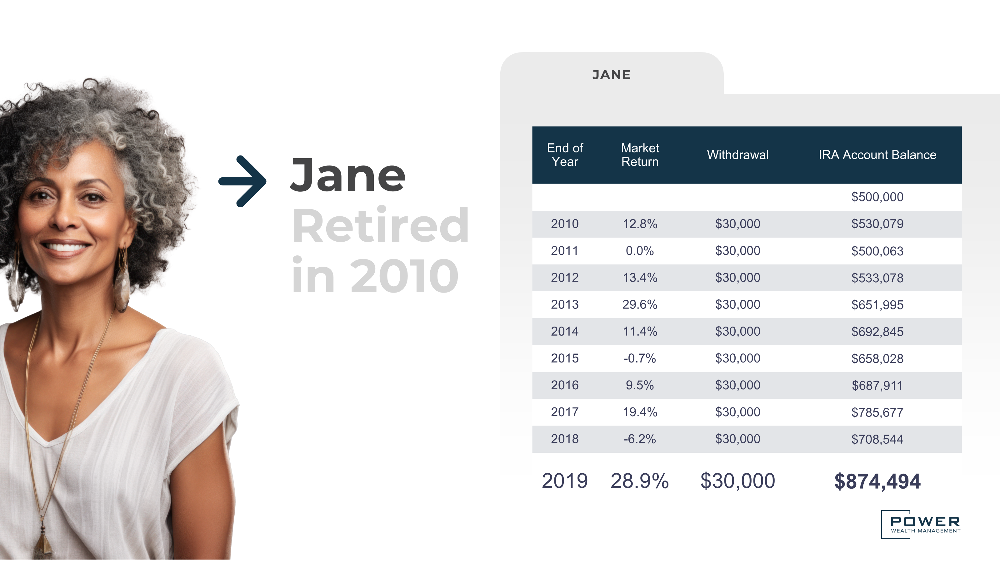 Jane
Retired
in 2010
JANE
End of Year Market Return Withdrawal IRA Account Balance
$500,000
2010 12.8% $30,000 $530,079
2011 0.0% $30,000 $500,063
2012 13.4% $30,000 $533,078
2013 29.6% $30,000 $651,995
2014 11.4% $30,000 $692,845
2015 -0.7% $30,000 $658,028
2016 9.5% $30,000 $687,911
2017 19.4% $30,000 $785,677
2018 -6.2% $30,000 $708,544
2019 28.9% $30,000 $874,494
POWER
WEALTH MANAGEMENT